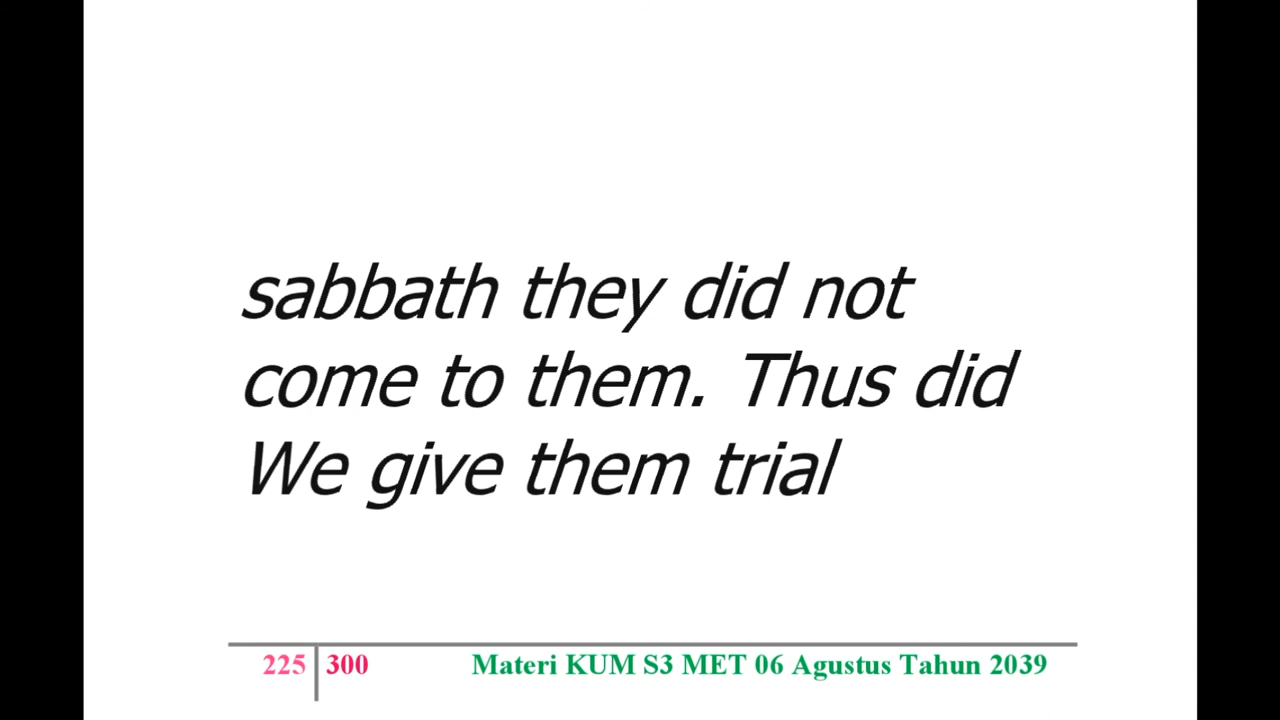 sabbath they did not
come to them. Thus did
We give them trial
225 300 Materi KUM S3 MET 06 Agustus Tahun 2039